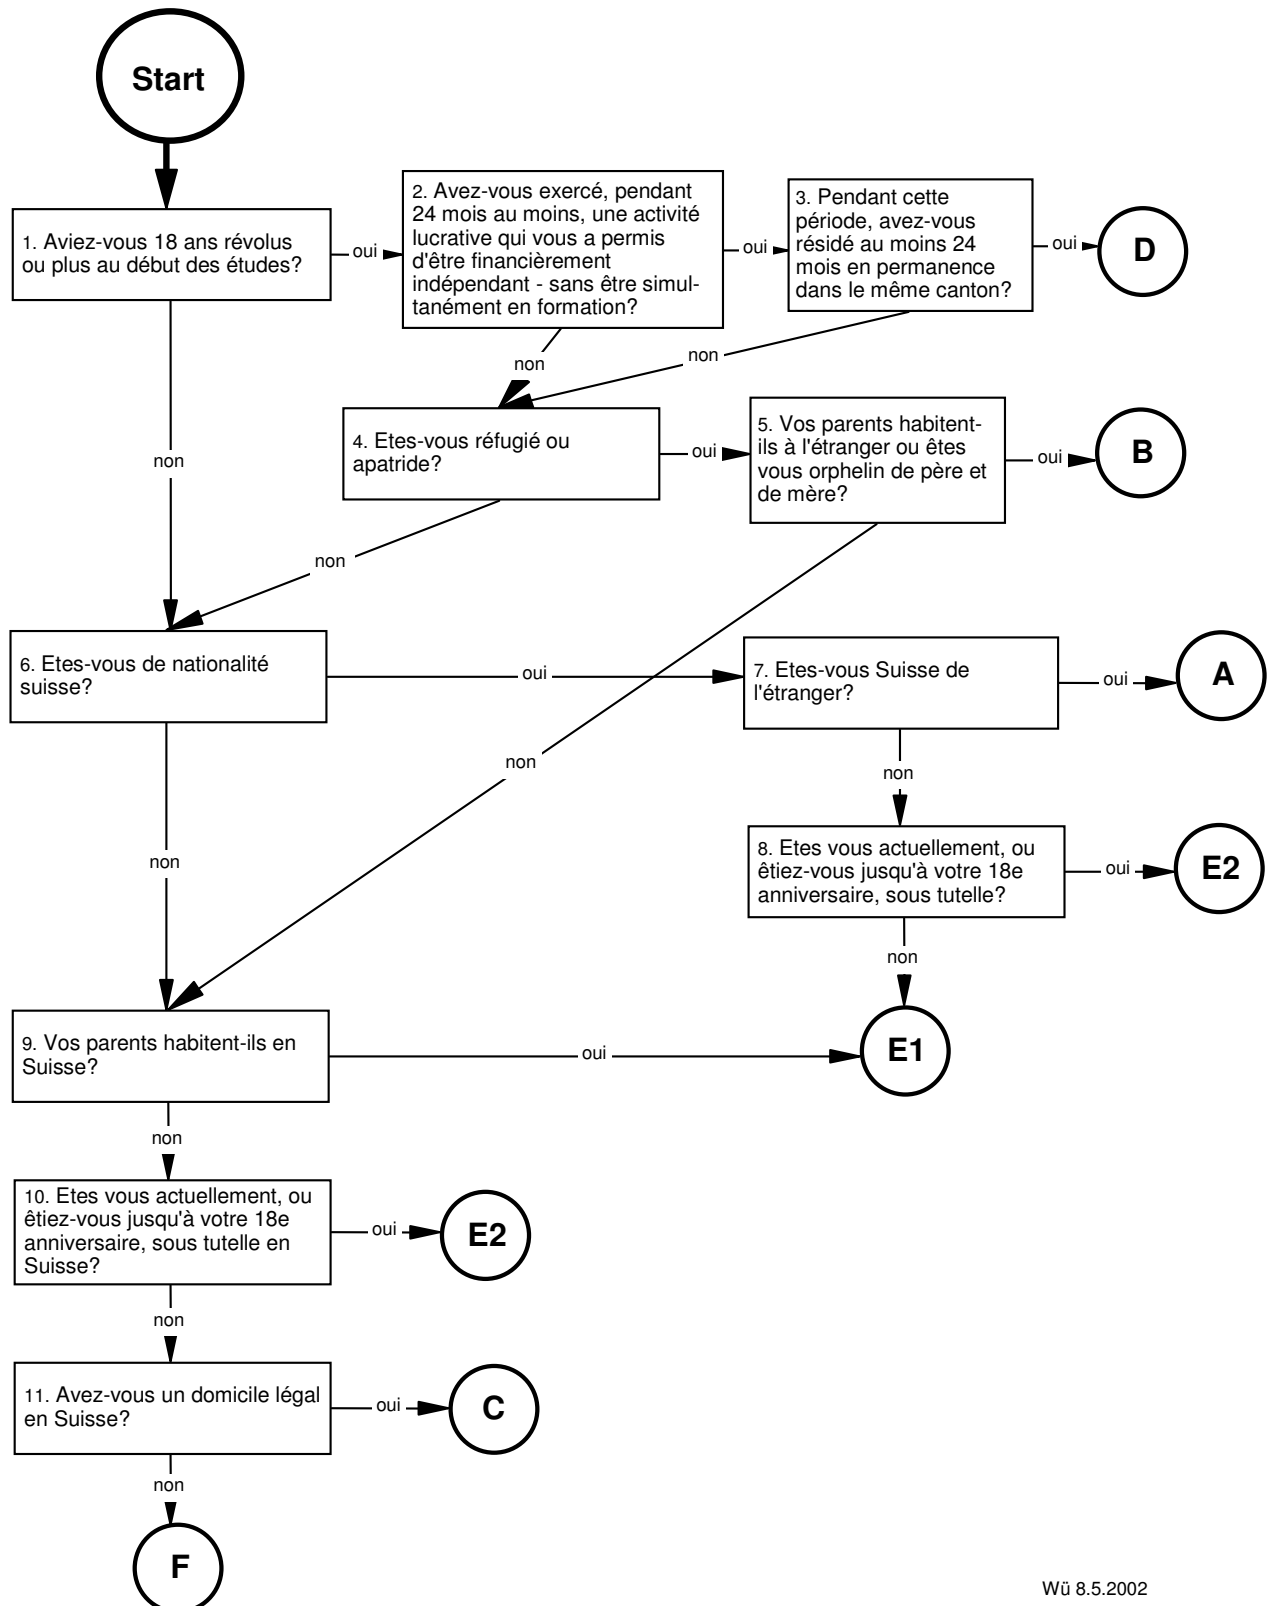 Start
1. Aviez-vous 18 ans révolus
ou plus au début des études?
oui
2. Avez-vous exercé, pendant
24 mois au moins, une activité
lucrative qui vous a permis
d'être financièrement
indépendant - sans être simul-
tanément en formation?
oui
3. Pendant cette
période, avez-vous
résidé au moins 24
mois en permanence
dans le même canton?
oui
D
non
non
non
4. Etes-vous réfugié ou
apatride?
oui
5. Vos parents habitent-
ils à l'étranger ou êtes
vous orphelin de père et
de mère?
oui
B
non
6. Etes-vous de nationalité
suisse?
oui
7. Etes-vous Suisse de
l'étranger?
oui
A
non
non
non
8. Etes vous actuellement, ou
êtiez-vous jusqu'à votre 18e
anniversaire, sous tutelle?
oui
E2
non
9. Vos parents habitent-ils en
Suisse?
oui
E1
non
10. Etes vous actuellement, ou
êtiez-vous jusqu'à votre 18e
anniversaire, sous tutelle en
Suisse?
oui
E2
non
11. Avez-vous un domicile légal
en Suisse?
oui
C
non
F
Wü 8.5.2002